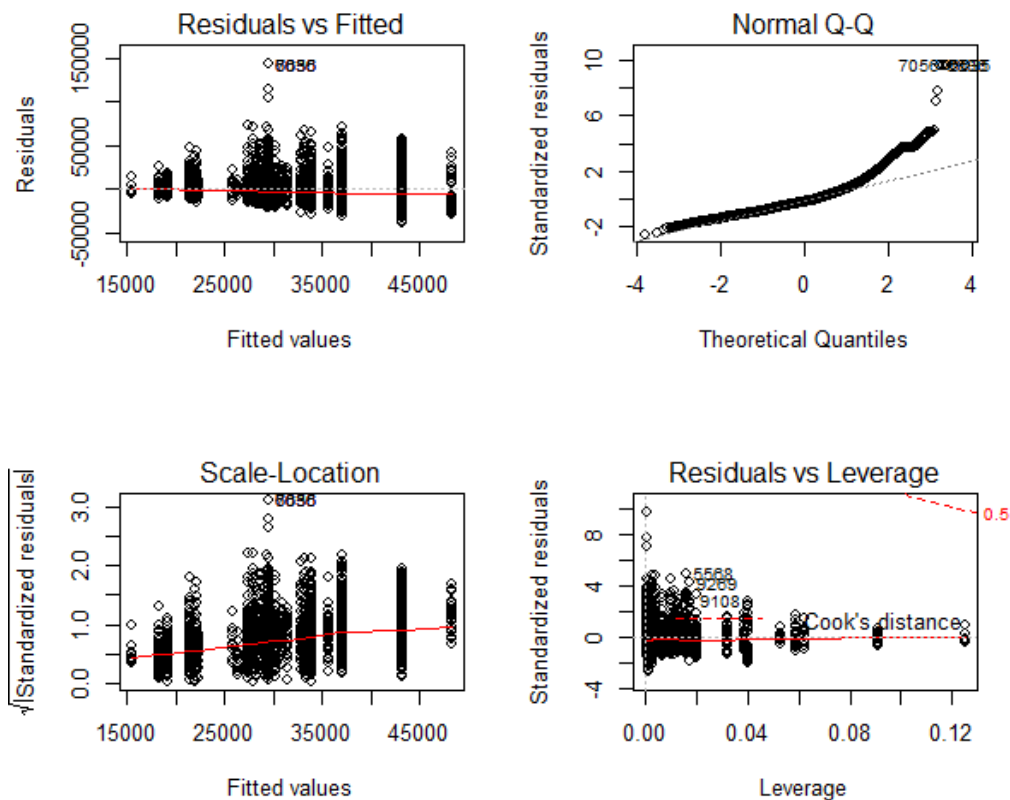 Residuals vs Fitted
Residuals
150000
50000
-50000
15000 25000 35000 45000
Fitted values
Normal Q-Q
Standardized residuals
10
6
2
-2
-4 -2 0 2 4
Theoretical Quantiles
Scale-Location
√|Standardized residuals|
3.0
2.0
1.0
0.0
15000 25000 35000 45000
Fitted values
Residuals vs Leverage
Standardized residuals
8
4
0
-4
0.5
5568
9269
9108
Cook's distance
0.00 0.04 0.08 0.12
Leverage